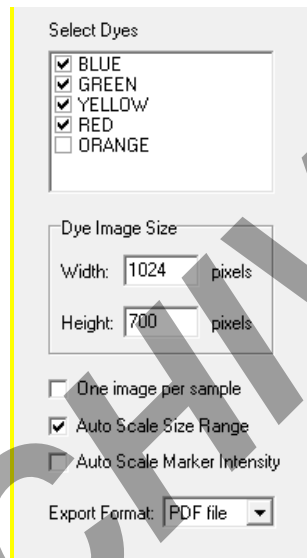 Select Dyes
BLUE
GREEN
YELLOW
RED
ORANGE
Dye Image Size
Width: 1024 pixels
Height: 700 pixels
One image per sample
Auto Scale Size Range
Auto Scale Marker Intensity
Export Format: PDF file